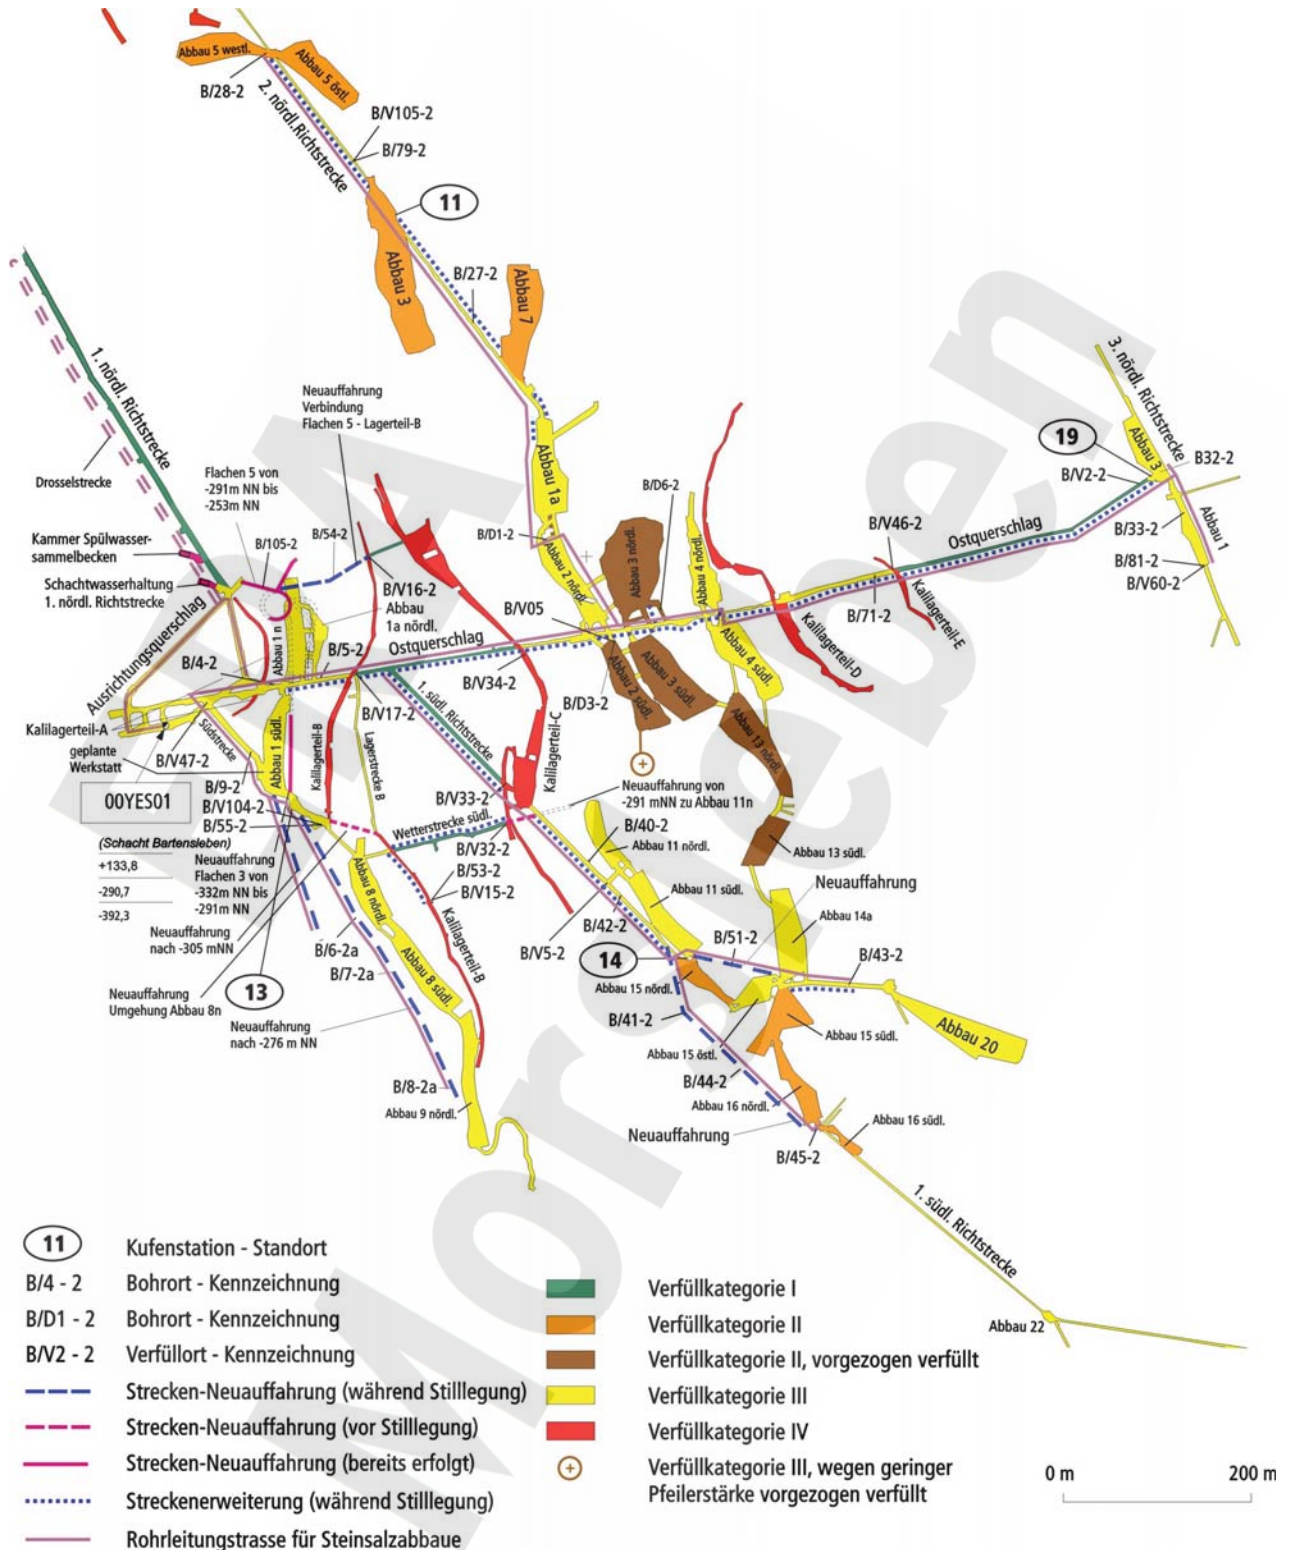 Abbau 5 westl.
Abbau 5 östl.
B/28-2
2. nördl.Richtstrecke
B/V105-2
B/79-2
11
Abbau 3
B/27-2
Abbau 7
1. nördl. Richtstrecke
Drosselstrecke
Neuauffahrung
Verbindung
Flachen 5 - Lagerteil-B
Flachen 5 von
-291m NN bis
-253m NN
Abbau 1a
3. nördl. Richtstrecke
19
Abbau 3
B32-2
B/V2-2
B/33-2
Abbau 1
B/81-2
B/V60-2
Kammer Spülwasser-
sammelbecken
Schachtwasserhaltung
1. nördl. Richtstrecke
B/105-2
B/54-2
B/V16-2
Abbau
1a nördl.
B/D1-2
B/D6-2
Abbau 2 nördl.
Abbau 3 nördl.
Abbau 4 nördl.
B/V46-2
Ostquerschlag
B/71-2
Kalilagerteil-E
Kalilagerteil-D
B/V05
Ausrichtungsquerschlag
B/4-2
Abbau 1 n
B/5-2
Ostquerschlag
B/V34-2
B/V17-2
1. südl. Richtstrecke
B/D3-2
Abbau 2 südl.
Abbau 3 südl.
Abbau 4 südl.
Abbau 13 nördl.
Kalilagerteil-A
geplante
Werkstatt
B/V47-2
Südstrecke
Abbau 1 südl.
Kalilagerteil-B
Lagerstrecke B
Kalilagerteil-C
B/9-2
B/V104-2
B/55-2
00YES01
(Schacht Bartensleben)
+133,8
-290,7
-392,3
B/V33-2
Wetterstrecke südl.
B/V32-2
B/53-2
B/V15-2
Neuauffahrung von
-291 mNN zu Abbau 11n
B/40-2
Abbau 11 nördl.
Abbau 13 südl.
Neuauffahrung
Flachen 3 von
-332m NN bis
-291m NN
Neuauffahrung
nach -305 mNN
Neuauffahrung
Umgehung Abbau 8n
13
Neuauffahrung
nach -276 m NN
B/6-2a
B/7-2a
B/8-2a
Abbau 8 nördl.
Abbau 8 südl.
Kalilagerteil-B
Abbau 9 nördl.
Abbau 11 südl.
Neuauffahrung
Abbau 14a
B/42-2
B/V5-2
14
B/51-2
B/43-2
Abbau 15 nördl.
B/41-2
Abbau 15 östl.
Abbau 15 südl.
Abbau 20
B/44-2
Abbau 16 nördl.
Abbau 16 südl.
Neuauffahrung
B/45-2
1. südl. Richtstrecke
Abbau 22
11 Kufenstation - Standort
B/4 - 2 Bohrort - Kennzeichnung
B/D1 - 2 Bohrort - Kennzeichnung
B/V2 - 2 Verfüllort - Kennzeichnung
Strecken-Neuauffahrung (während Stilllegung)
Strecken-Neuauffahrung (vor Stilllegung)
Strecken-Neuauffahrung (bereits erfolgt)
Streckenerweiterung (während Stilllegung)
Rohrleitungstrasse für Steinsalzabbaue
Verfüllkategorie I
Verfüllkategorie II
Verfüllkategorie II, vorgezogen verfüllt
Verfüllkategorie III
Verfüllkategorie IV
Verfüllkategorie III, wegen geringer
Pfeilerstärke vorgezogen verfüllt
0 m 200 m
ERA
Morsleben